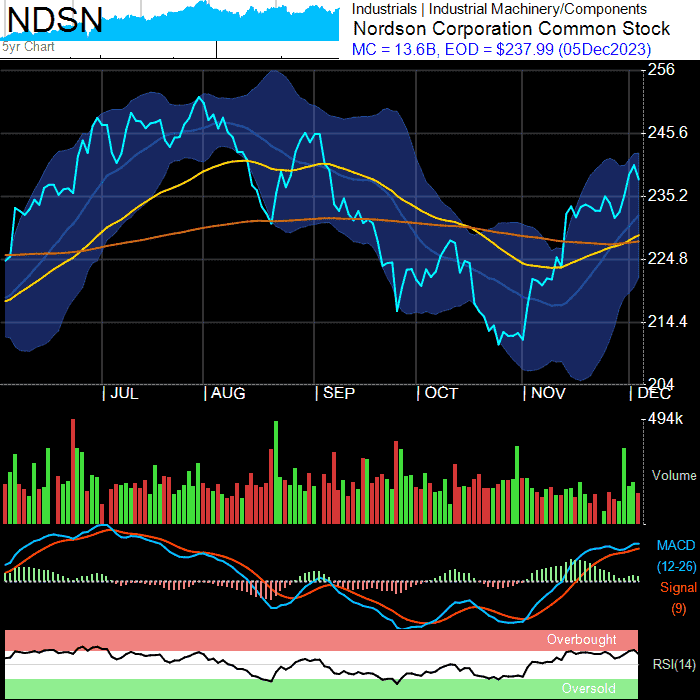 NDSN
5yr Chart
Industrials | Industrial Machinery/Components
Nordson Corporation Common Stock
MC = 13.6B, EOD = $237.99 (05Dec2023)
256
245.6
235.2
224.8
214.4
204
| JUL | AUG | SEP | OCT | NOV | DEC
494k
Volume
MACD
(12-26)
Signal
(9)
Overbought
RSI(14)
Oversold